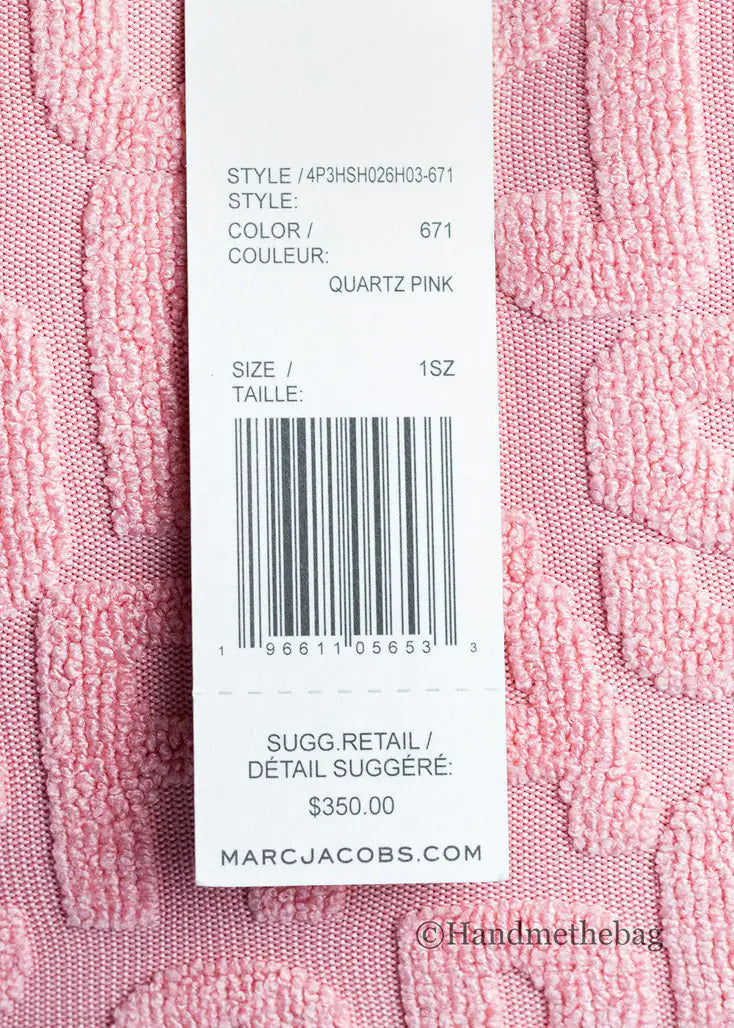 STYLE / 4P3HSH026H03-671
STYLE:
COLOR / 671
COULEUR:
QUARTZ PINK
SIZE / 1SZ
TAILLE:
1 96611 05653 3
SUGG.RETAIL /
DÉTAIL SUGGÉRÉ:
$350.00
MARCJACOBS.COM
©Handmethebag